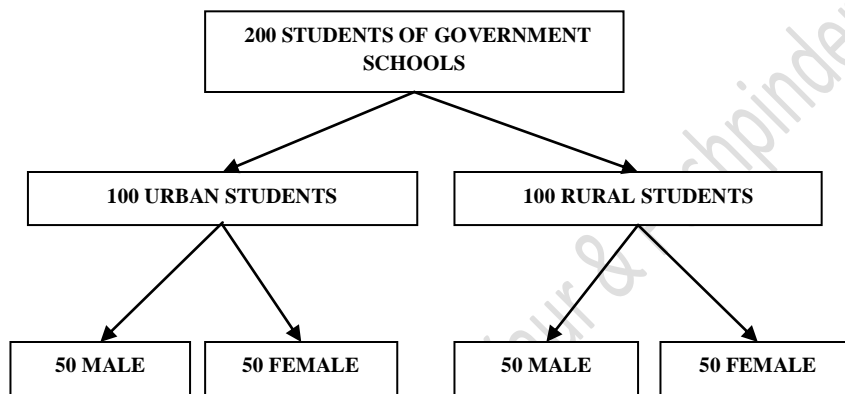 200 STUDENTS OF GOVERNMENT
SCHOOLS
100 URBAN STUDENTS
100 RURAL STUDENTS
50 MALE
50 FEMALE
50 MALE
50 FEMALE
&